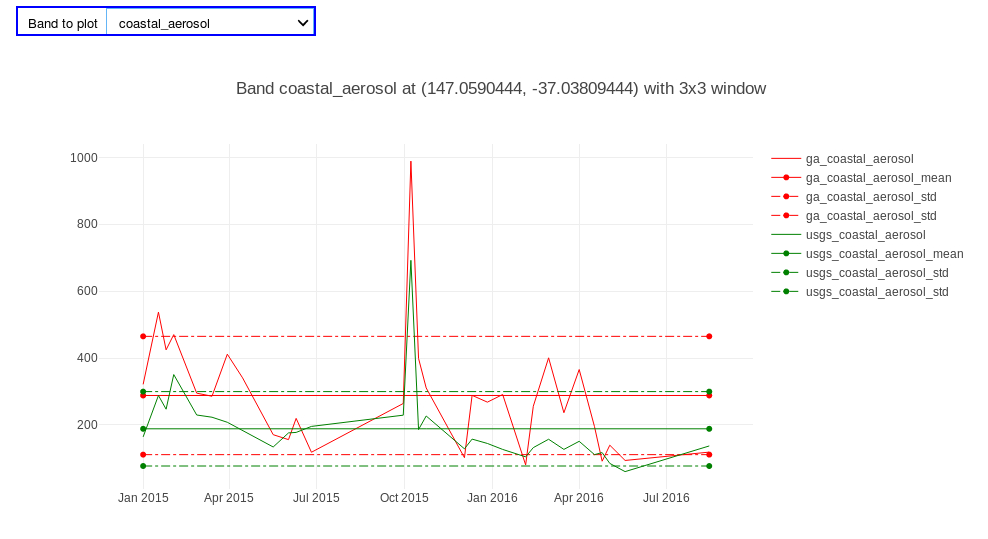 Band to plot coastal_aerosol
Band coastal_aerosol at (147.0590444, -37.03809444) with 3x3 window
1000
800
600
400
200
Jan 2015 Apr 2015 Jul 2015 Oct 2015 Jan 2016 Apr 2016 Jul 2016
ga_coastal_aerosol
ga_coastal_aerosol_mean
ga_coastal_aerosol_std
ga_coastal_aerosol_std
usgs_coastal_aerosol
usgs_coastal_aerosol_mean
usgs_coastal_aerosol_std
usgs_coastal_aerosol_std